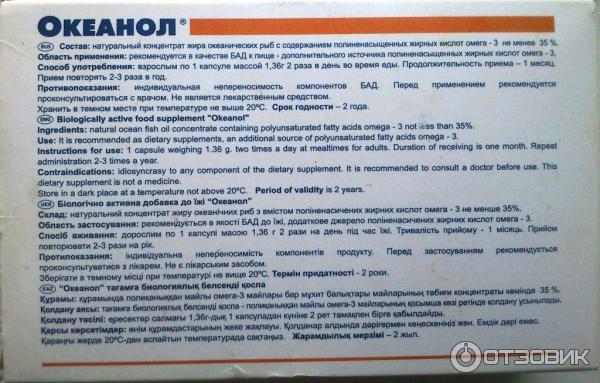 ОКЕАНОЛ®
RUS Состав: натуральный концентрат жира океанических рыб с содержанием полиненасыщенных жирных кислот омега - 3 не менее 35 %.
Область применения: рекомендуется в качестве БАД к пище - дополнительного источника полиненасыщенных жирных кислот омега - 3.
Способ употребления: взрослым по 1 капсуле массой 1,36г 2 раза в день во время еды. Продолжительность приема – 1 месяц.
Прием повторять 2-3 раза в год.
Противопоказания: индивидуальная непереносимость компонентов БАД. Перед применением рекомендуется
проконсультироваться с врачом. Не является лекарственным средством.
Хранить в темном месте при температуре не выше 20ºС. Срок годности – 2 года.
ENG Biologically active food supplement "Okeanol"
Ingredients: natural ocean fish oil concentrate containing polyunsaturated fatty acids omega - 3 not less than 35%.
Use: It is recommended as dietary supplements, an additional source of polyunsaturated fatty acids omega - 3.
Instructions for use: 1 capsule weighing 1.36 g. two times a day at mealtimes for adults. Duration of receiving is one month. Repeat
administration 2-3 times a year.
Contraindications: idiosyncrasy to any component of the dietary supplement. It is recommended to consult a doctor before use. This
dietary supplement is not a medicine.
Store in a dark place at a temperature not above 20ºC. Period of validity is 2 years.
UKR Біологічно активна добавка до їжі "Океанол"
Склад: натуральний концентрат жиру океанічних риб з вмістом поліненасичених жирних кислот омега - 3 не менше 35%.
Область застосування: рекомендується в якості БАД до їжі, додаткове джерело поліненасичених жирних кислот омега - 3.
Спосіб вживання: дорослим по 1 капсулі масою 1,36 г 2 рази на день під час їжі. Тривалість прийому - 1 місяць. Прийом
повторювати 2-3 рази на рік.
Протипоказання: індивідуальна непереносимість компонентів продукту. Перед застосуванням рекомендується
проконсультуватися з лікарем. Не є лікарським засобом.
Зберігати в темному місці при температурі не вище 20ºС. Термін придатності - 2 роки.
KAZ "Океанол" тағамға биологиялық белсенді қоспа
Құрамы: құрамында полиқанықпаған майлы омега-3 майлары бар мұхит балықтары майларының табиғи концентраты кемінде 35 %.
Қолдану аясы: тағамға биологиялық белсенді қоспа - полиқанықпаған майлы омега-3 майларының қосымша көзі ретінде қолдану ұсынылады.
Қолдану тәсілі: ересектер салмағы 1,36г-дық 1 капсуладан күніне 2 рет тамақпен бірге қабылдайды.
Қарсы көрсетімдер: өнім құрамдастарының жеке жақпауы. Қолданар алдында дәрігермен кеңескеніңіз жөн. Емдік дәрі емес.
Қараңғы жерде 20ºС-ден аспайтын температурада сақтаңыз. Жарамдылық мерзімі – 2 жыл.
ОТЗОВИК